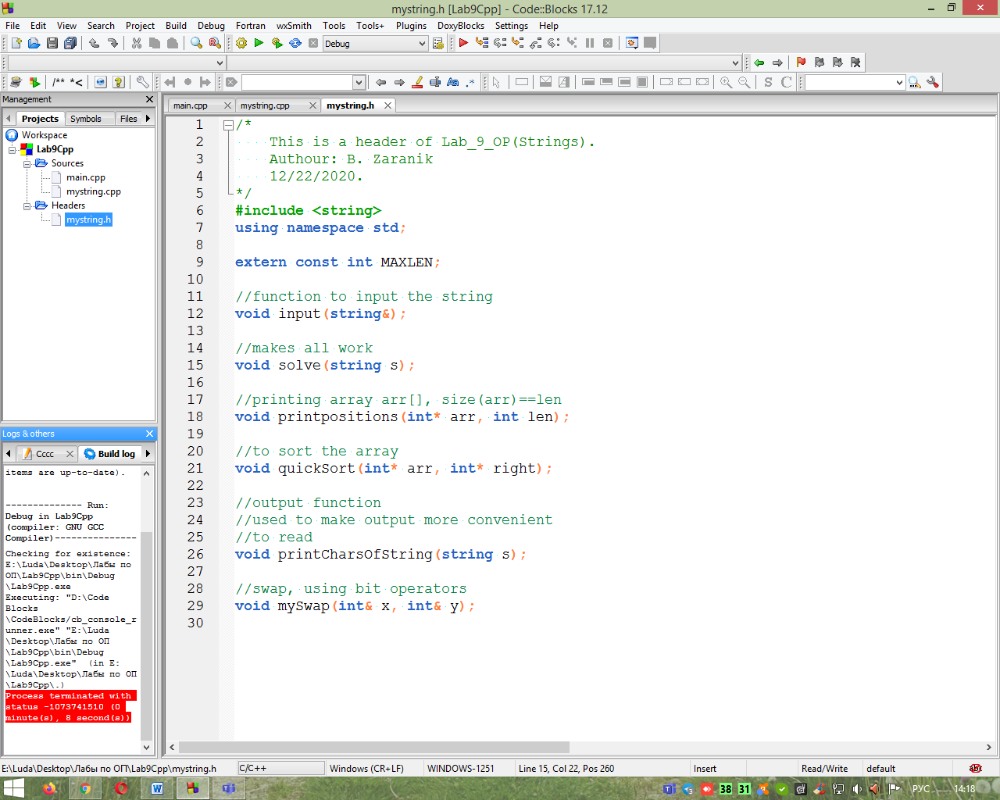 mystring.h [Lab9Cpp] - Code::Blocks 17.12
File Edit View Search Project Build Debug Fortran wxSmith Tools Tools+ Plugins DoxyBlocks Settings Help
Debug
/** *<
Aa .*
S C
Management
Projects Symbols Files
Workspace
Lab9Cpp
Sources
main.cpp
mystring.cpp
Headers
mystring.h
Logs & others
Cccc Build log
items are up-to-date).
-------------- Run:
Debug in Lab9Cpp
(compiler: GNU GCC
Compiler)---------------
Checking for existence:
E:\Luda\Desktop\Лабы по
ОП\Lab9Cpp\bin\Debug
\Lab9Cpp.exe
Executing: "D:\Code
Blocks
\CodeBlocks/cb_console_r
unner.exe" "E:\Luda
\Desktop\Лабы по ОП
\Lab9Cpp\bin\Debug
\Lab9Cpp.exe"  (in E:
\Luda\Desktop\Лабы по ОП
\Lab9Cpp\.)
Process terminated with
status -1073741510 (0
minute(s), 8 second(s))
main.cpp mystring.cpp mystring.h
1 /*
2     This is a header of Lab_9_OP(Strings).
3     Authour: B. Zaranik
4     12/22/2020.
5 */
6 #include <string>
7 using namespace std;
8
9 extern const int MAXLEN;
10
11 //function to input the string
12 void input(string&);
13
14 //makes all work
15 void solve(string s);
16
17 //printing array arr[], size(arr)==len
18 void printpositions(int* arr, int len);
19
20 //to sort the array
21 void quickSort(int* arr, int* right);
22
23 //output function
24 //used to make output more convenient
25 //to read
26 void printCharsOfString(string s);
27
28 //swap, using bit operators
29 void mySwap(int& x, int& y);
30
E:\Luda\Desktop\Лабы по ОП\Lab9Cpp\mystring.h C/C++ Windows (CR+LF) WINDOWS-1251 Line 15, Col 22, Pos 260 Insert Read/Write default
38 31 РУС 14:18